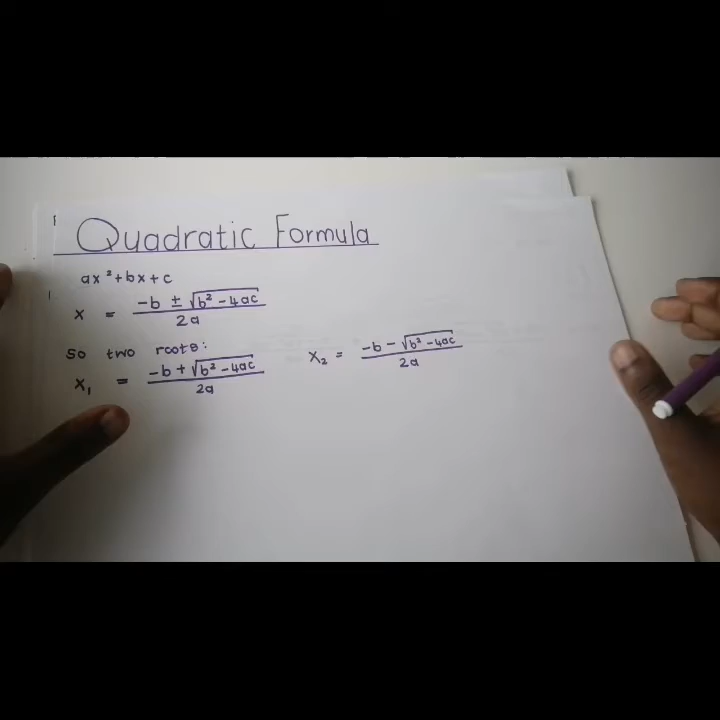 Quadratic Formula
ax²+bx+c
x = -b ± √b²-4ac / 2a
So two roots:
x₁ = -b+√b²-4ac / 2a
x₂ = -b-√b²-4ac / 2a